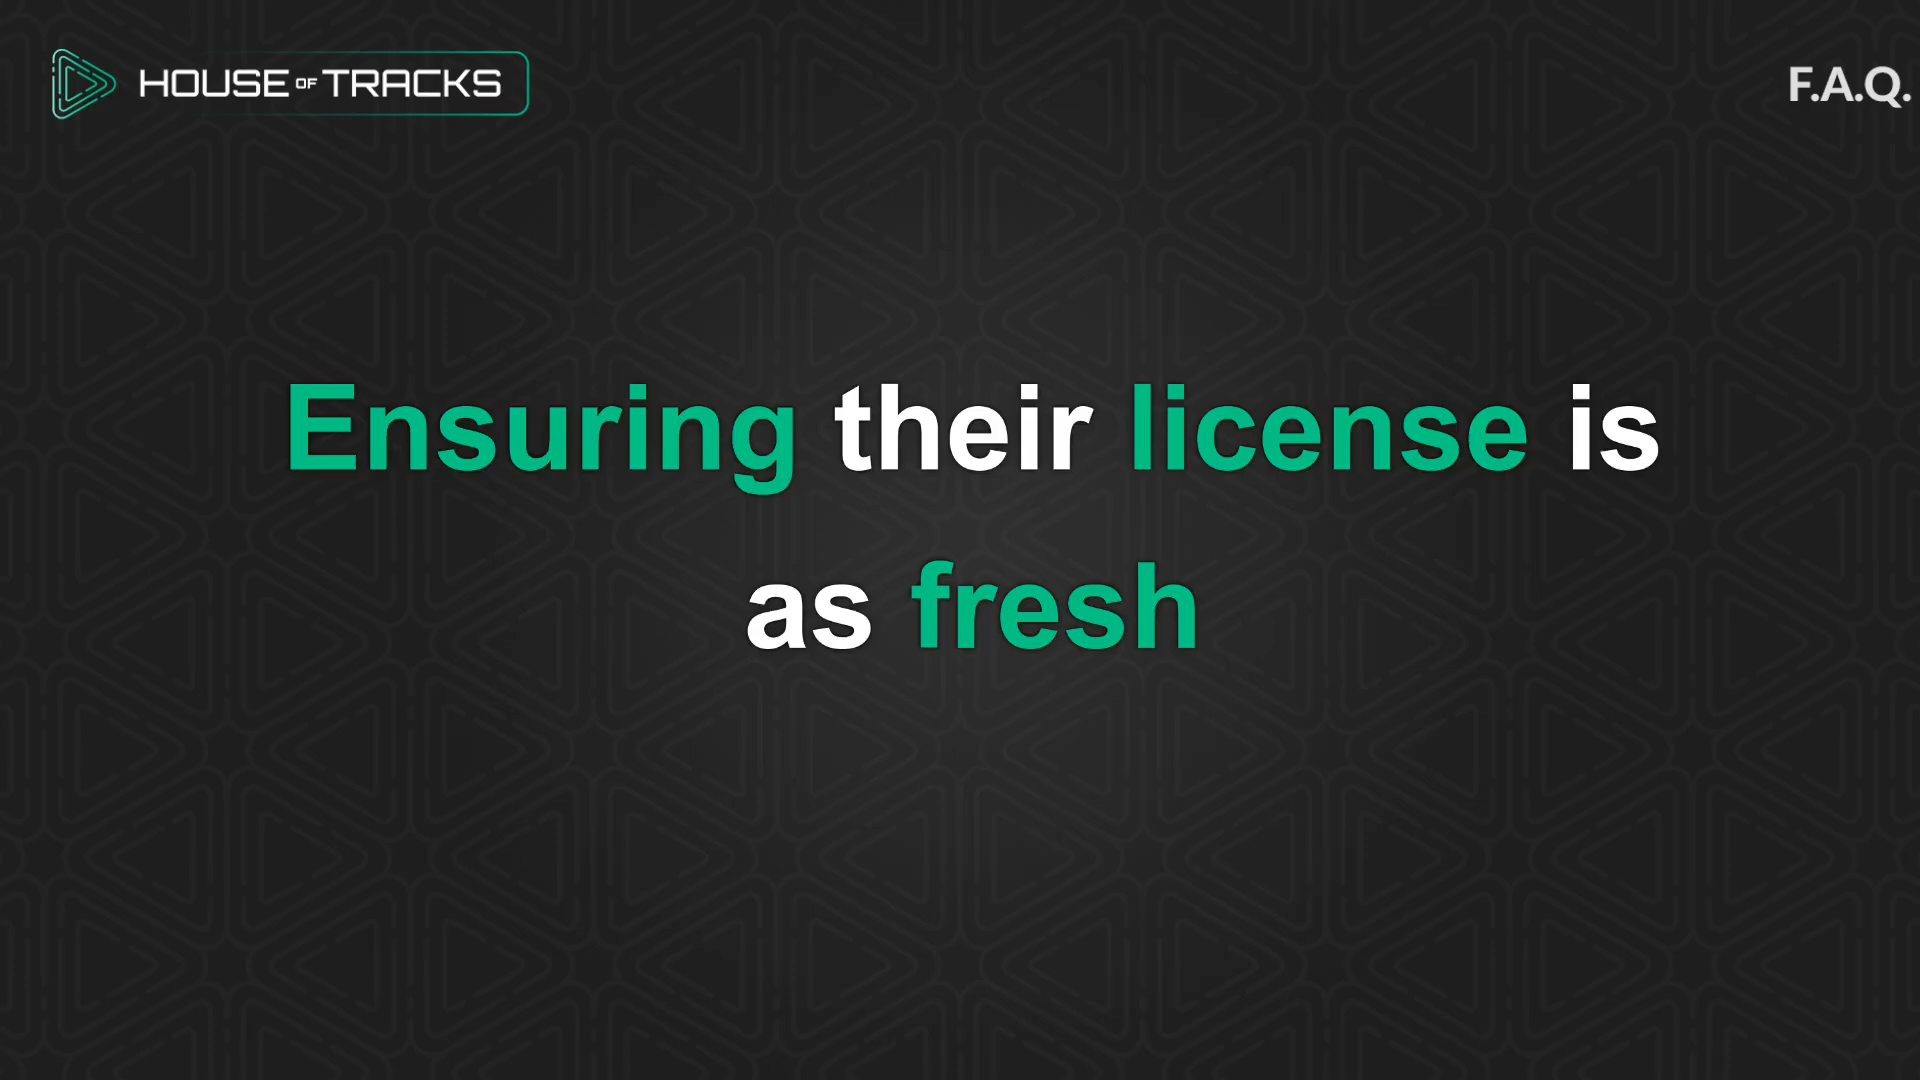 HOUSE OF TRACKS
F.A.Q.
Ensuring their license is
as fresh